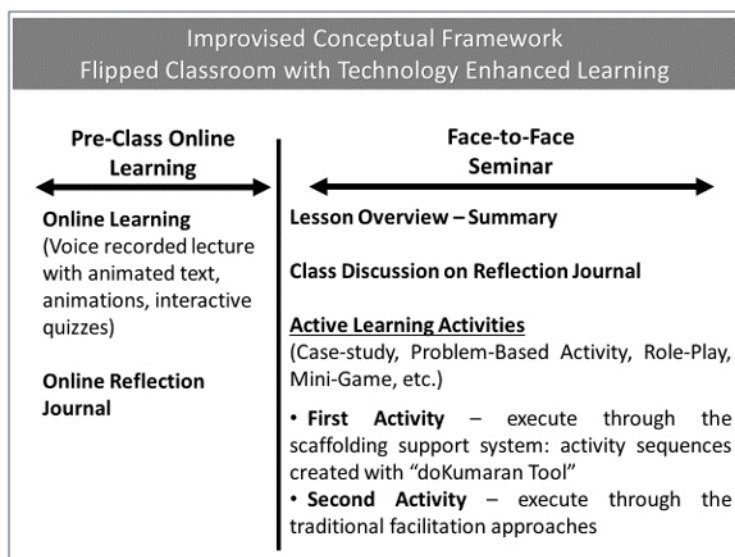 Improvised Conceptual Framework
Flipped Classroom with Technology Enhanced Learning
Pre-Class Online
Learning
Online Learning
(Voice recorded lecture
with animated text,
animations, interactive
quizzes)
Online Reflection
Journal
Face-to-Face
Seminar
Lesson Overview – Summary
Class Discussion on Reflection Journal
Active Learning Activities
(Case-study, Problem-Based Activity, Role-Play,
Mini-Game, etc.)
• First Activity – execute through the
scaffolding support system: activity sequences
created with “doKumaran Tool”
• Second Activity – execute through the
traditional facilitation approaches